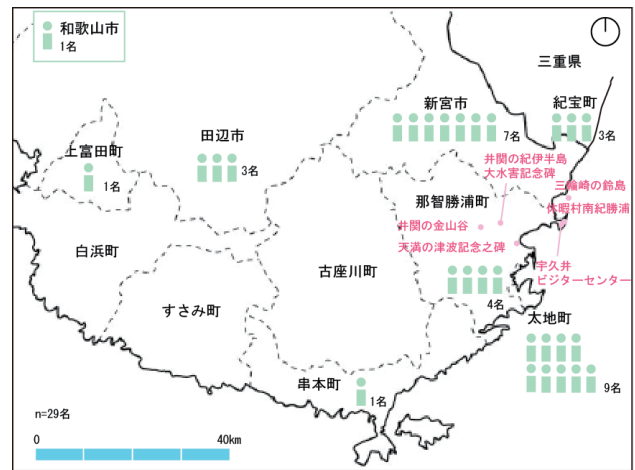 和歌山市
1名
三重県
新宮市
7名
紀宝町
3名
田辺市
3名
上富田町
1名
井関の紀伊半島
大水害記念碑
三輪崎の鈴島
休暇村南紀勝浦
那智勝浦町
井関の金山谷
天満の津波記念之碑
宇久井
ビジターセンター
4名
白浜町
古座川町
すさみ町
太地町
9名
串本町
1名
n=29名
0
40km